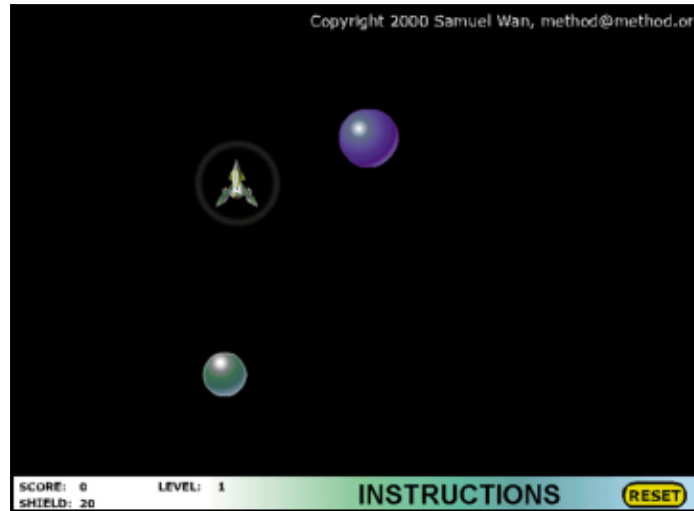 Copyright 2000 Samuel Wan, method@method.or
SCORE: 0 LEVEL: 1
SHIELD: 20
INSTRUCTIONS
RESET